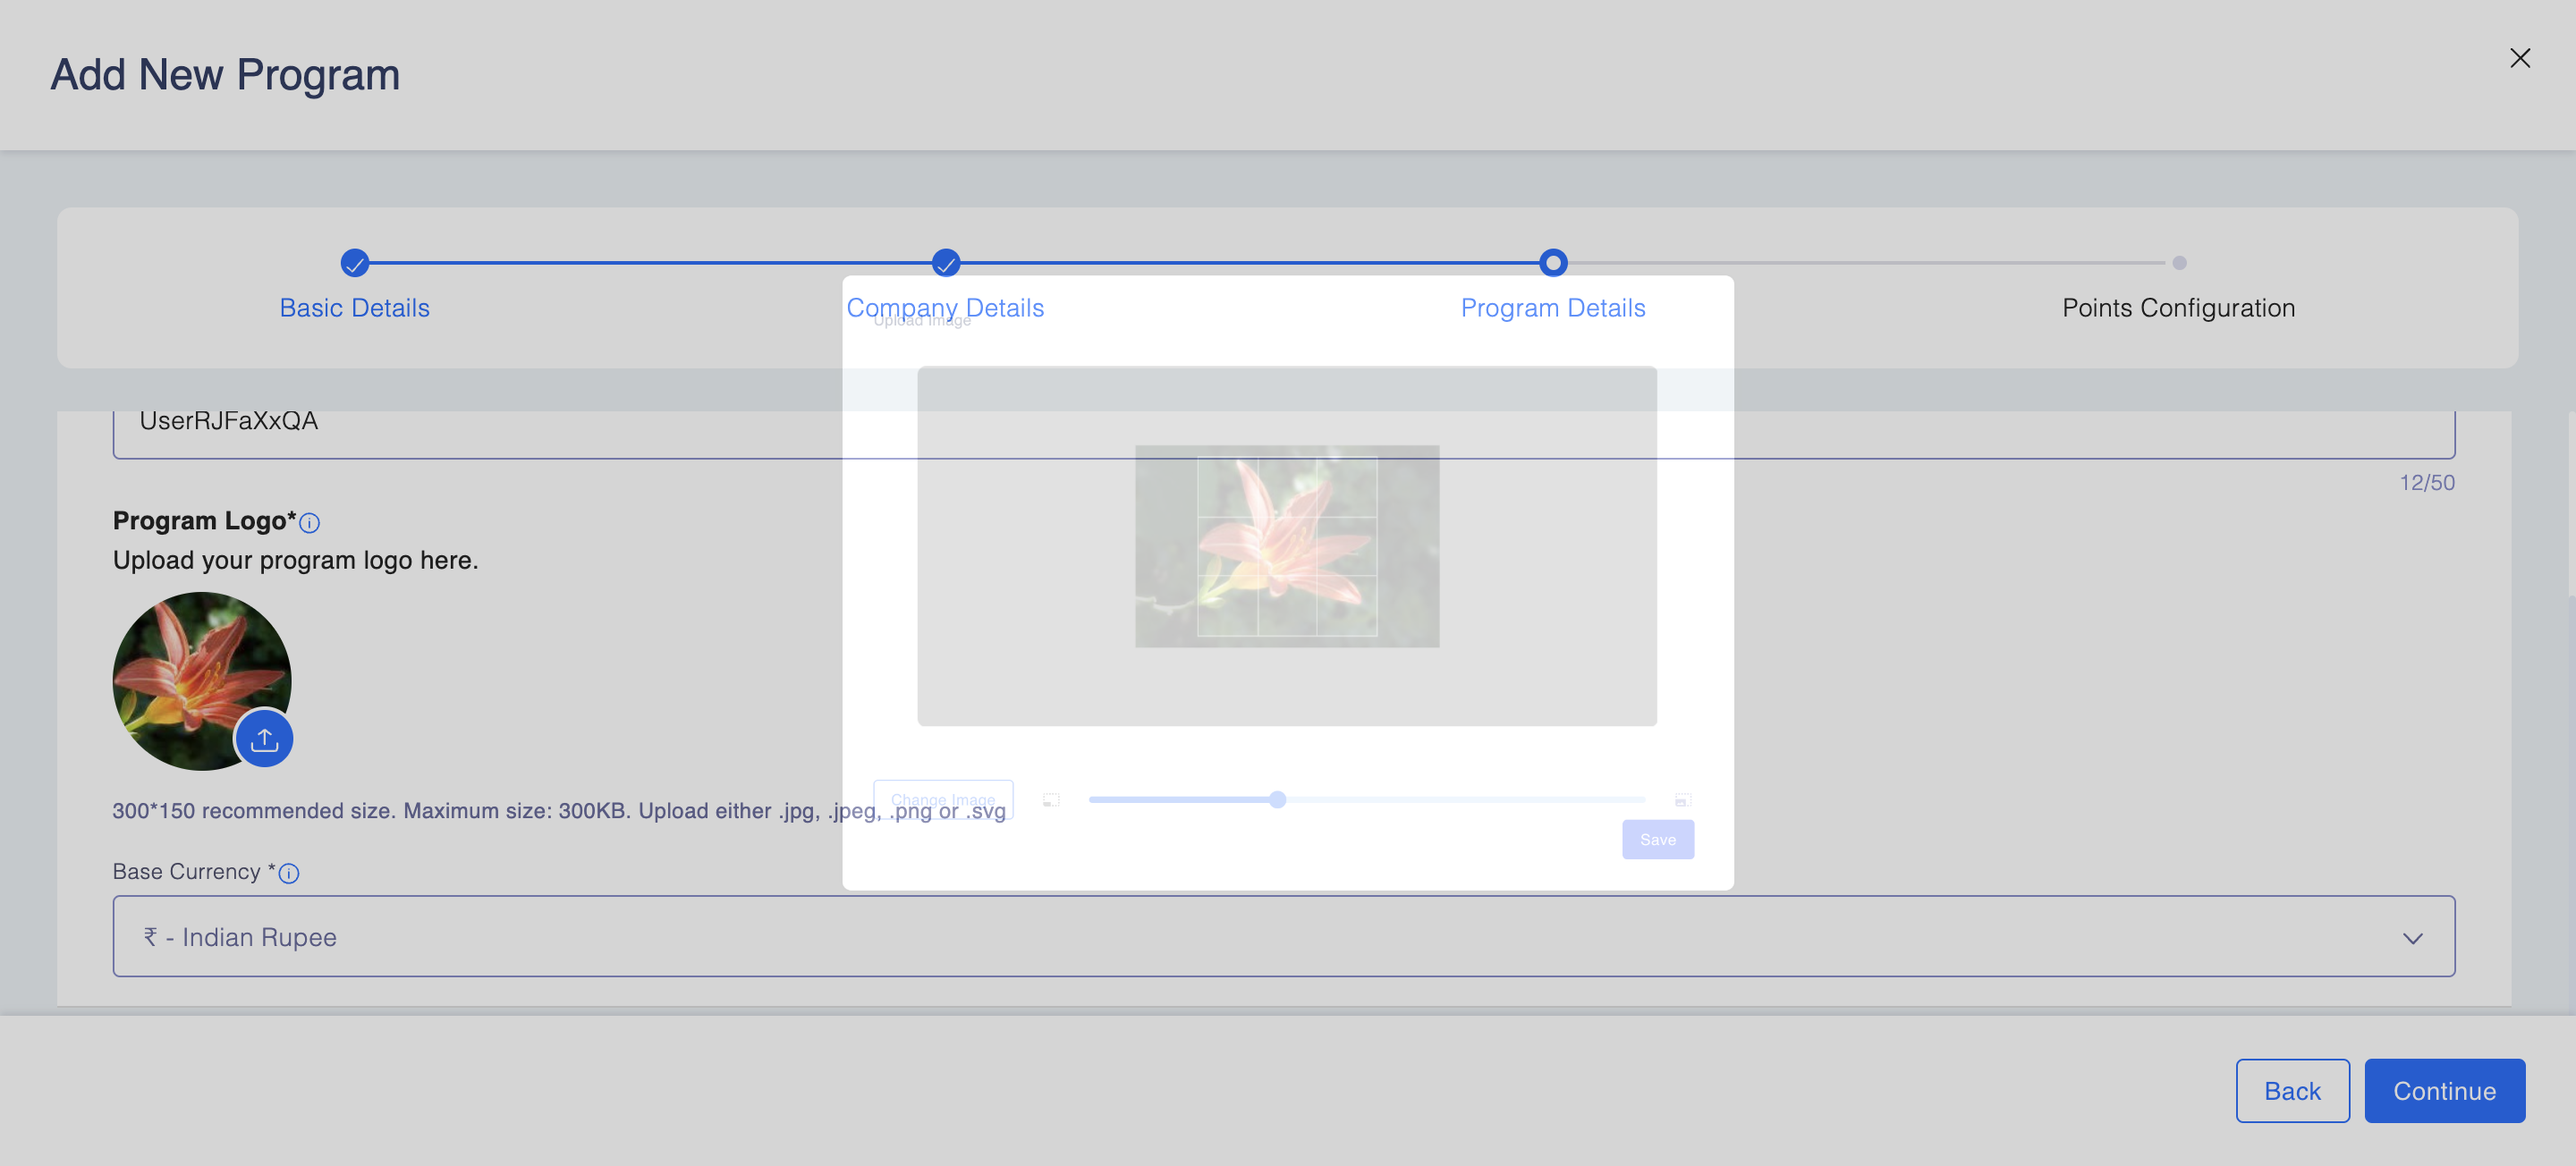 Add New Program
Basic Details
Company Details
Program Details
Points Configuration
Upload Image
UserRJFaXxQA
12/50
Program Logo*
Upload your program logo here.
Change Image
300*150 recommended size. Maximum size: 300KB. Upload either .jpg, .jpeg, .png or .svg
Save
Base Currency *
₹ - Indian Rupee
Back
Continue